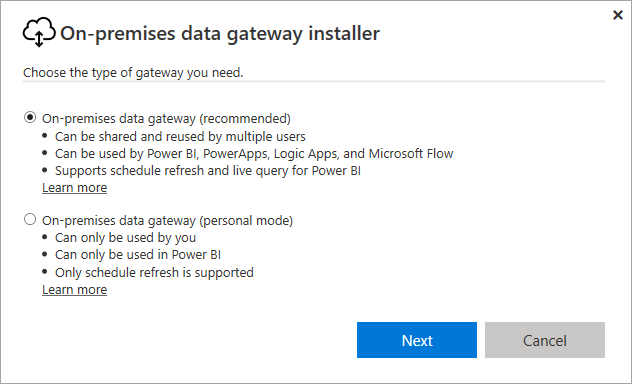 On-premises data gateway installer
Choose the type of gateway you need.
On-premises data gateway (recommended)
• Can be shared and reused by multiple users
• Can be used by Power BI, PowerApps, Logic Apps, and Microsoft Flow
• Supports schedule refresh and live query for Power BI
Learn more
On-premises data gateway (personal mode)
• Can only be used by you
• Can only be used in Power BI
• Only schedule refresh is supported
Learn more
Next
Cancel